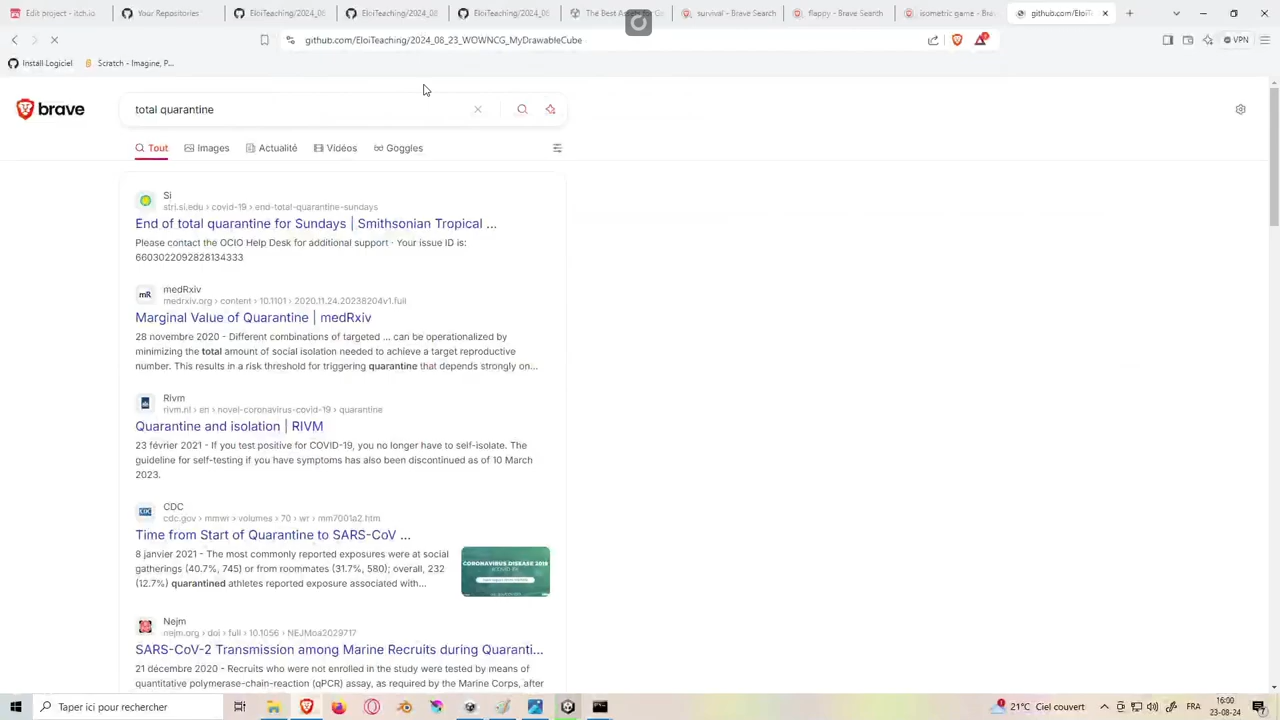 Edit project - itch.io
Your Repositories
EloiTeaching/2024_08
EloiTeaching/2024_08
EloiTeaching/2024_08
The Best Assets for G
survival - Brave Search
flappy - Brave Search
isometric game - Bra
github.com/EloiT
github.com/EloiTeaching/2024_08_23_WOWNCG_MyDrawableCube
VPN
Install Logiciel
Scratch - Imagine, P...
brave
total quarantine
Tout
Images
Actualité
Vidéos
Goggles
Si
stri.si.edu › covid-19 › end-total-quarantine-sundays
End of total quarantine for Sundays | Smithsonian Tropical ...
Please contact the OCIO Help Desk for additional support · Your issue ID is:
6603022092828134333
mR
medRxiv
medrxiv.org › content › 10.1101 › 2020.11.24.20238204v1.full
Marginal Value of Quarantine | medRxiv
28 novembre 2020 - Different combinations of targeted ... can be operationalized by
minimizing the total amount of social isolation needed to achieve a target reproductive
number. This results in a risk threshold for triggering quarantine that depends strongly on...
Rivm
rivm.nl › en › novel-coronavirus-covid-19 › quarantine
Quarantine and isolation | RIVM
23 février 2021 - If you test positive for COVID-19, you no longer have to self-isolate. The
guideline for self-testing if you have symptoms has also been discontinued as of 10 March
2023.
CDC
cdc.gov › mmwr › volumes › 70 › wr › mm7001a2.htm
Time from Start of Quarantine to SARS-CoV ...
8 janvier 2021 - The most commonly reported exposures were at social
gatherings (40.7%, 745) or from roommates (31.7%, 580); overall, 232
(12.7%) quarantined athletes reported exposure associated with...
CORONAVIRUS DISEASE 2019
Nejm
nejm.org › doi › full › 10.1056 › NEJMoa2029717
SARS-CoV-2 Transmission among Marine Recruits during Quaranti...
21 décembre 2020 - Recruits who were not enrolled in the study were tested by means of
quantitative polymerase-chain-reaction (qPCR) assay, as required by the Marine Corps, after
Taper ici pour rechercher
21°C Ciel couvert
FRA
16:00
23-08-24